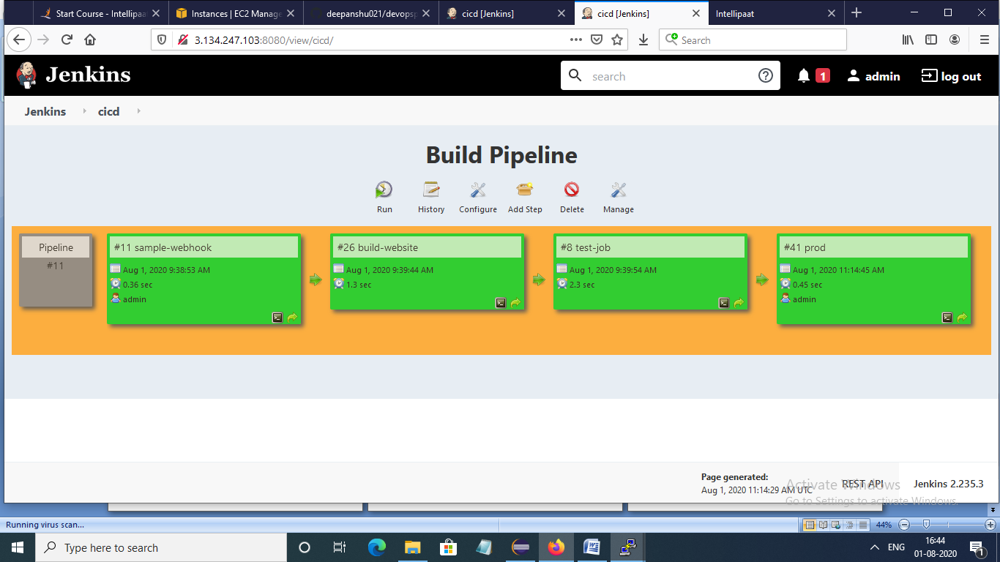 Start Course - Intellipaa
Instances | EC2 Manage
deepanshu021/devopsp
cicd [Jenkins]
cicd [Jenkins]
Intellipaat
3.134.247.103:8080/view/cicd/
Search
Jenkins
search
1
admin
log out
Jenkins
cicd
Build Pipeline
Run
History
Configure
Add Step
Delete
Manage
Pipeline
#11
#11 sample-webhook
Aug 1, 2020 9:38:53 AM
0.36 sec
admin
#26 build-website
Aug 1, 2020 9:39:44 AM
1.3 sec
#8 test-job
Aug 1, 2020 9:39:54 AM
2.3 sec
#41 prod
Aug 1, 2020 11:14:45 AM
0.45 sec
admin
Page generated:
Aug 1, 2020 11:14:29 AM UTC
REST API
Jenkins 2.235.3
Activate Windows
Go to Settings to activate Windows.
Running virus scan...
44%
Type here to search
ENG
16:44
01-08-2020
1